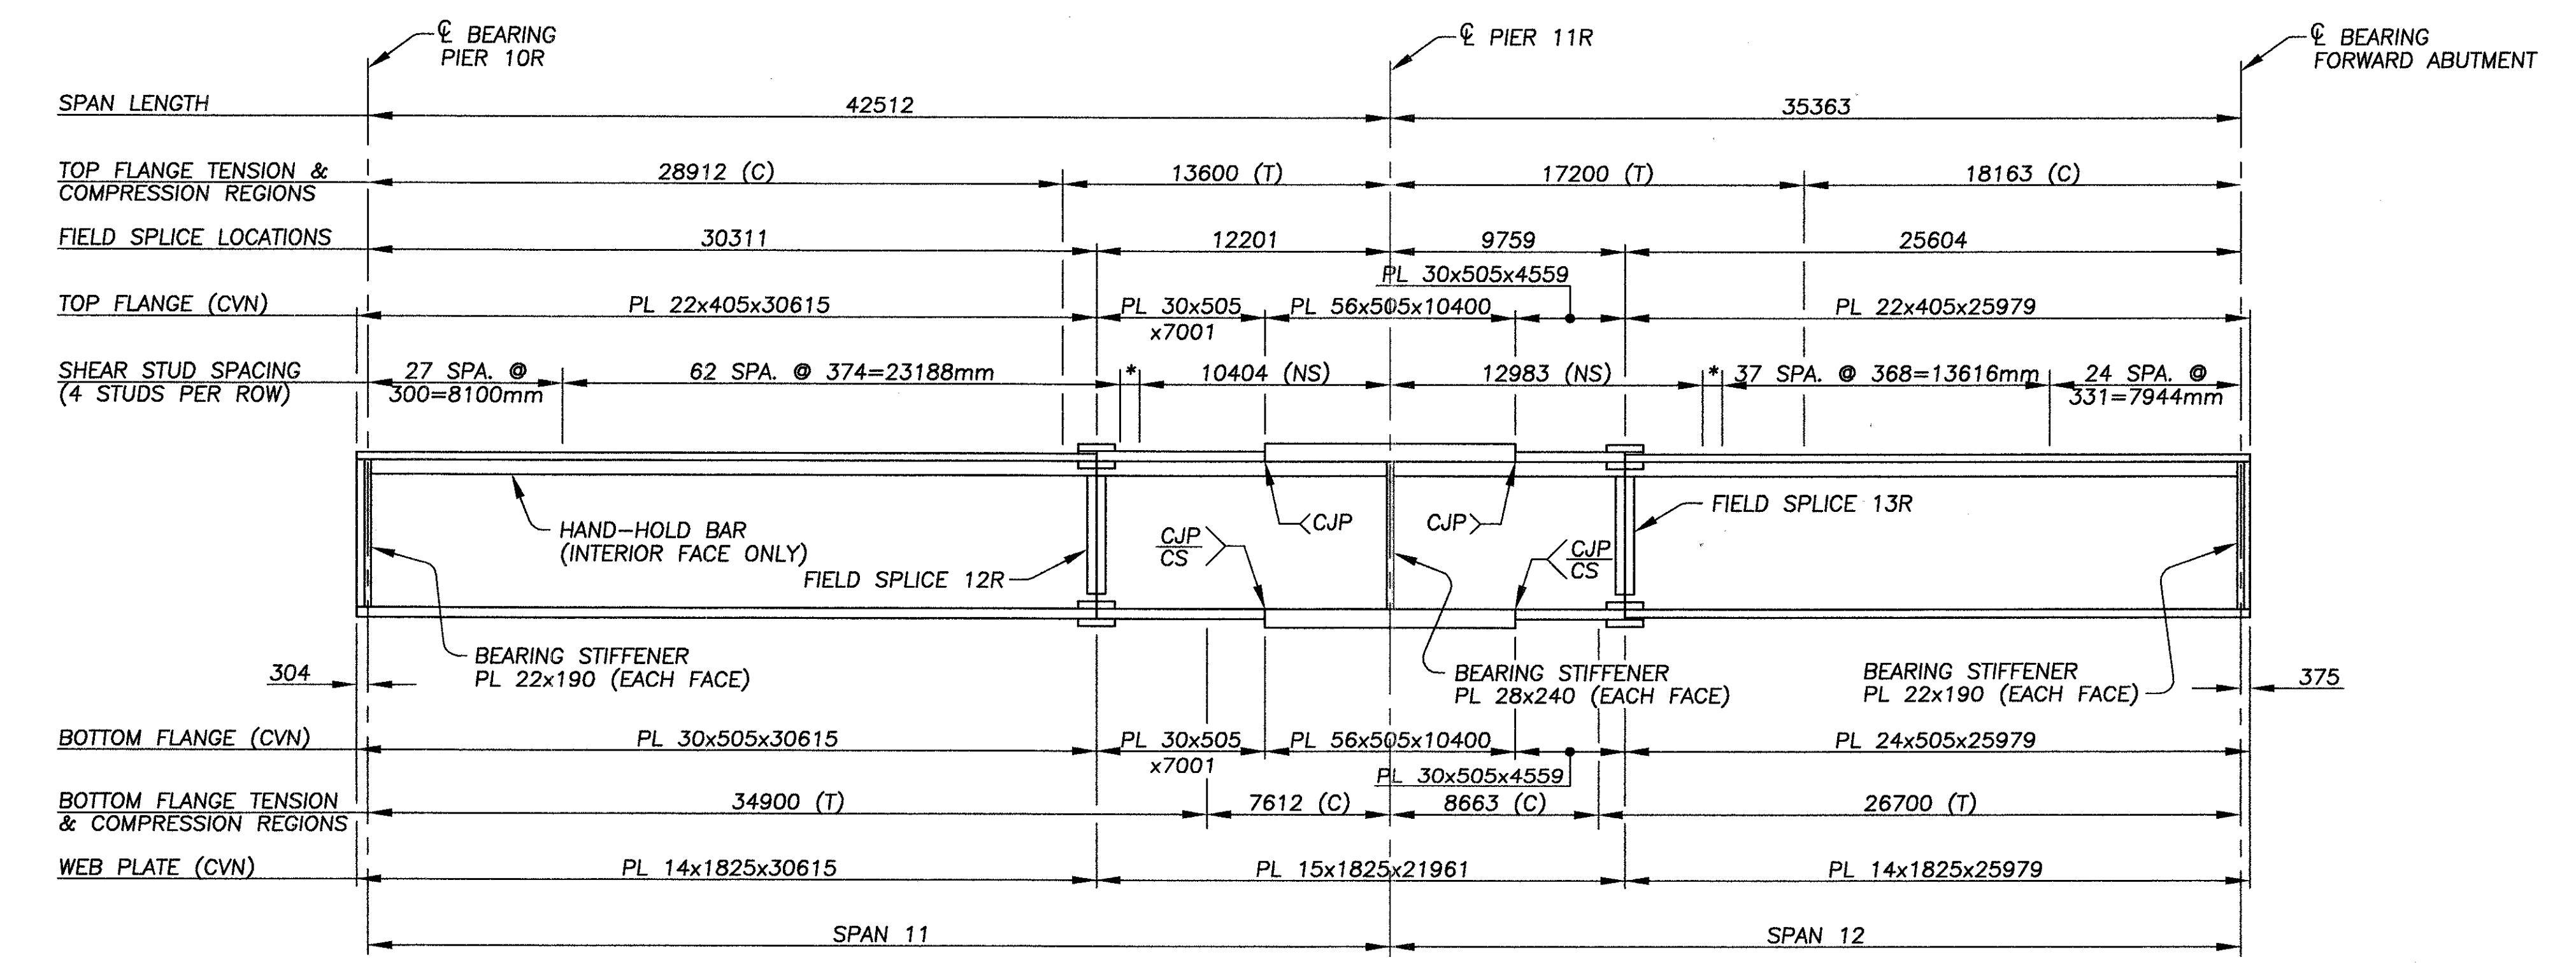 ℄ BEARING
PIER 10R
℄ PIER 11R
℄ BEARING
FORWARD ABUTMENT
SPAN LENGTH
42512
35363
TOP FLANGE TENSION &
COMPRESSION REGIONS
28912 (C)
13600 (T)
17200 (T)
18163 (C)
FIELD SPLICE LOCATIONS
30311
12201
9759
25604
PL 30x505x4559
TOP FLANGE (CVN)
PL 22x405x30615
PL 30x505
x7001
PL 56x505x10400
PL 22x405x25979
SHEAR STUD SPACING
(4 STUDS PER ROW)
27 SPA. @
300=8100mm
62 SPA. @ 374=23188mm
*
10404 (NS)
12983 (NS)
*
37 SPA. @ 368=13616mm
24 SPA. @
331=7944mm
HAND-HOLD BAR
(INTERIOR FACE ONLY)
FIELD SPLICE 12R
CJP
CS
CJP
CJP
CJP
CS
FIELD SPLICE 13R
304
BEARING STIFFENER
PL 22x190 (EACH FACE)
BEARING STIFFENER
PL 28x240 (EACH FACE)
BEARING STIFFENER
PL 22x190 (EACH FACE)
375
BOTTOM FLANGE (CVN)
PL 30x505x30615
PL 30x505
x7001
PL 56x505x10400
PL 30x505x4559
PL 24x505x25979
BOTTOM FLANGE TENSION
& COMPRESSION REGIONS
34900 (T)
7612 (C)
8663 (C)
26700 (T)
WEB PLATE (CVN)
PL 14x1825x30615
PL 15x1825x21961
PL 14x1825x25979
SPAN 11
SPAN 12